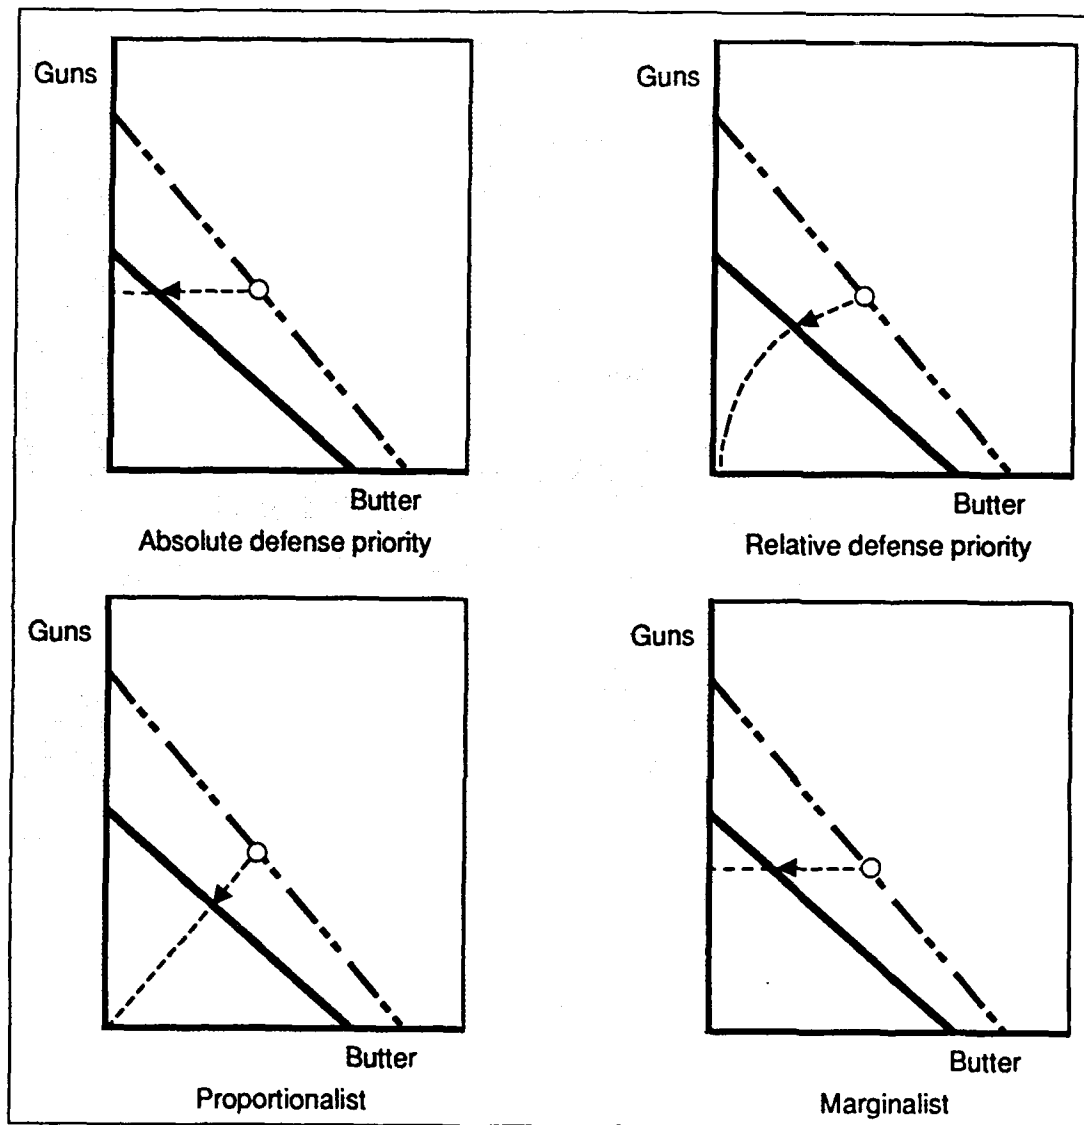 Guns
Butter
Absolute defense priority
Guns
Butter
Relative defense priority
Guns
Butter
Proportionalist
Guns
Butter
Marginalist